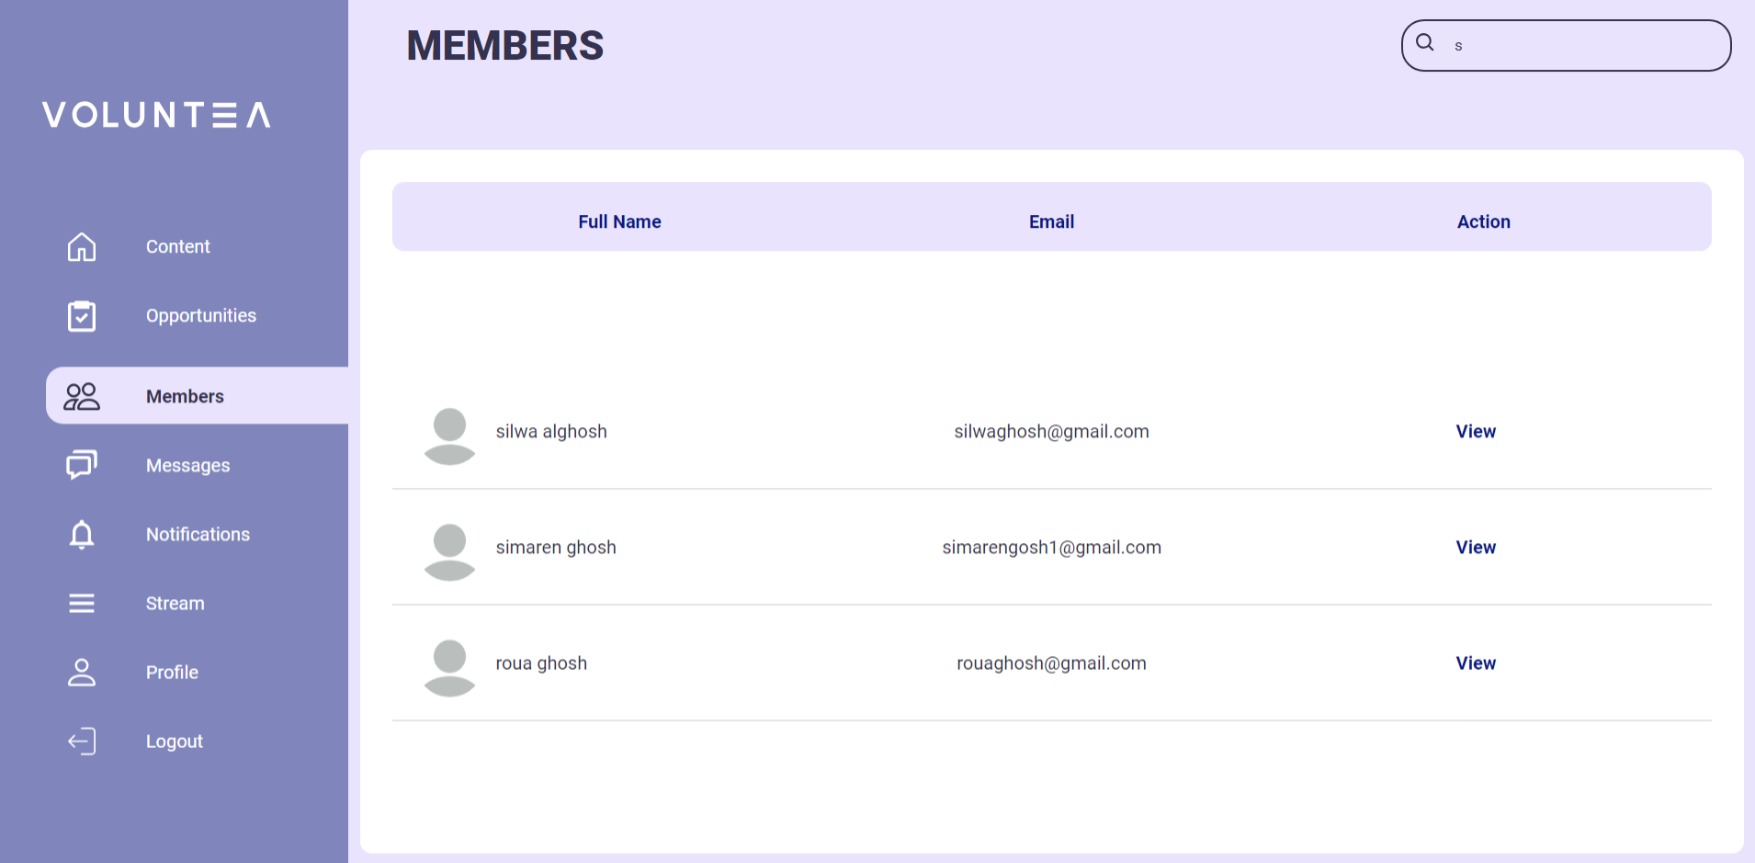 VOLUNTEA
Content
Opportunities
Members
Messages
Notifications
Stream
Profile
Logout
MEMBERS
s
Full Name Email Action
silwa alghosh silwaghosh@gmail.com View
simaren ghosh simarengosh1@gmail.com View
roua ghosh rouaghosh@gmail.com View